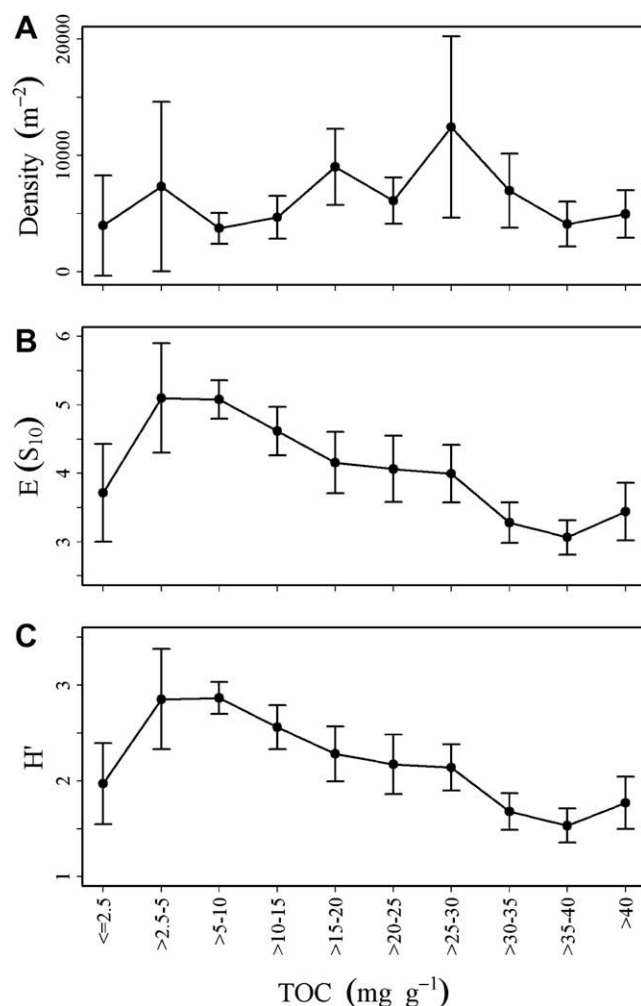 A
Density (m⁻²)
20000
10000
0
B
E (S₁₀)
6
5
4
3
C
H'
3
2
1
<=2.5
>2.5-5
>5-10
>10-15
>15-20
>20-25
>25-30
>30-35
>35-40
>40
TOC (mg g⁻¹)